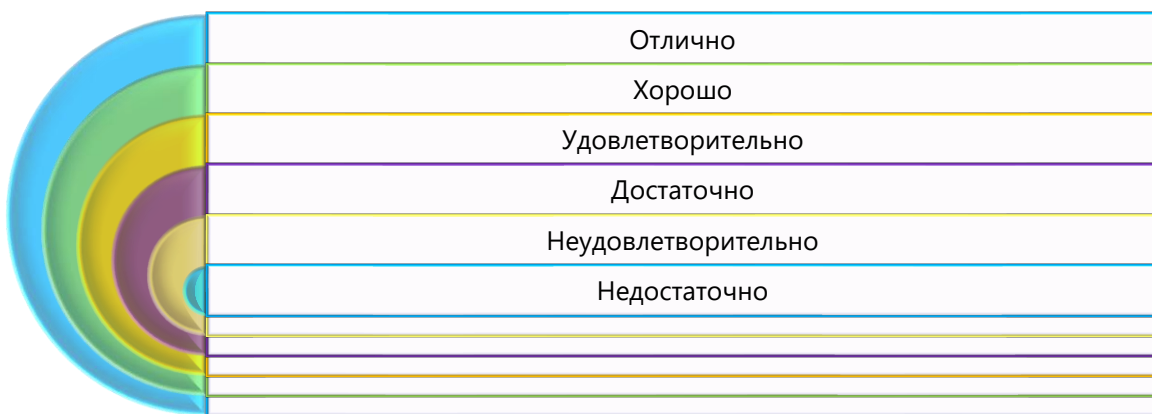 Отлично
Хорошо
Удовлетворительно
Достаточно
Неудовлетворительно
Недостаточно